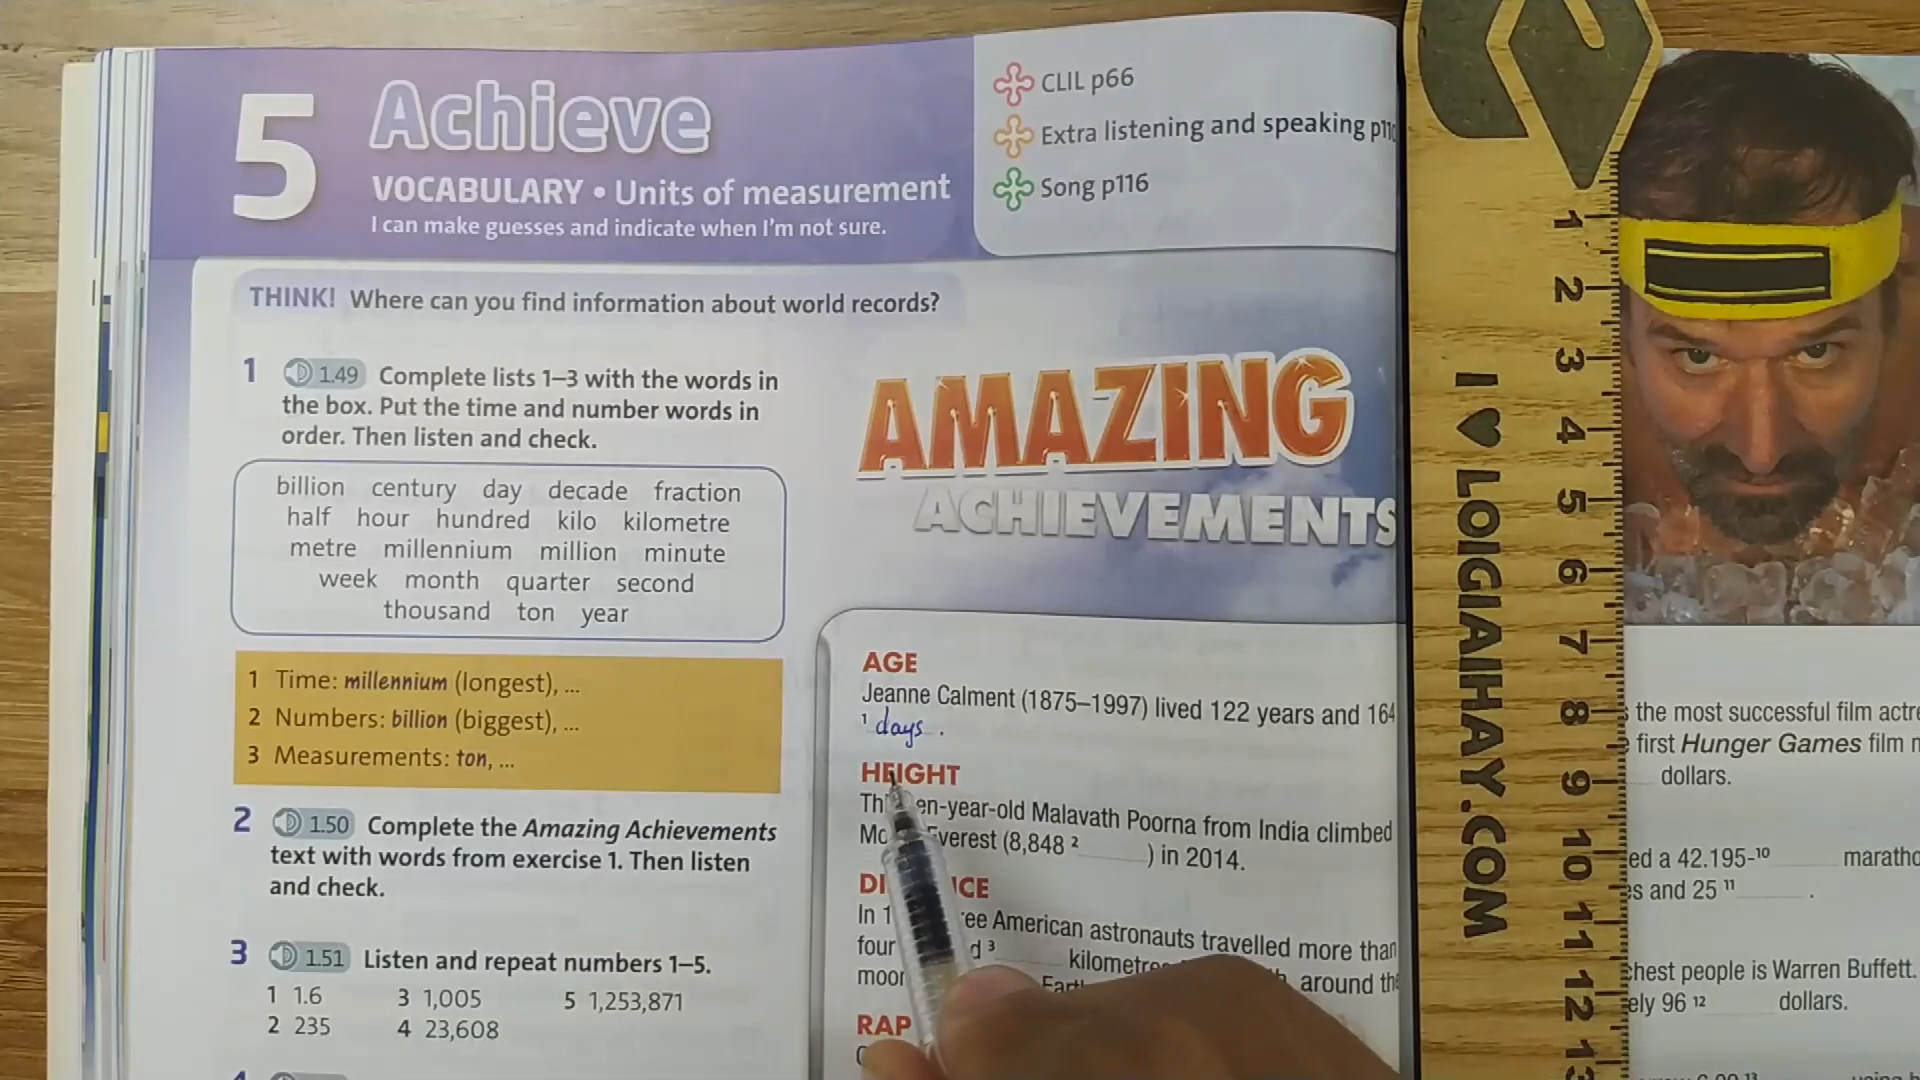 5
Achieve
VOCABULARY • Units of measurement
I can make guesses and indicate when I'm not sure.
CLIL p66
Extra listening and speaking
Song p116
THINK! Where can you find information about world records?
1 1.49 Complete lists 1–3 with the words in
the box. Put the time and number words in
order. Then listen and check.
billion century day decade fraction
half hour hundred kilo kilometre
metre millennium million minute
week month quarter second
thousand ton year
1 Time: millennium (longest), ...
2 Numbers: billion (biggest), ...
3 Measurements: ton, ...
2 1.50 Complete the Amazing Achievements
text with words from exercise 1. Then listen
and check.
3 1.51 Listen and repeat numbers 1–5.
1 1.6 3 1,005 5 1,253,871
2 235 4 23,608
AMAZING
ACHIEVEMENTS
AGE
Jeanne Calment (1875–1997) lived 122 years and 164
1 days .
HEIGHT
en-year-old Malavath Poorna from India climbed
Everest (8,848 2 ) in 2014.
In American astronauts travelled more than
four 3 kilometres around the
RAP
1 2 3 4 5 6 7 8 9 10 11 12 13
I ♥ LOIGIAIHAY.COM
the most successful film
first Hunger Games film
dollars.
a 42.195-10
and 25 11 .
people is Warren Buffett.
96 12 dollars.